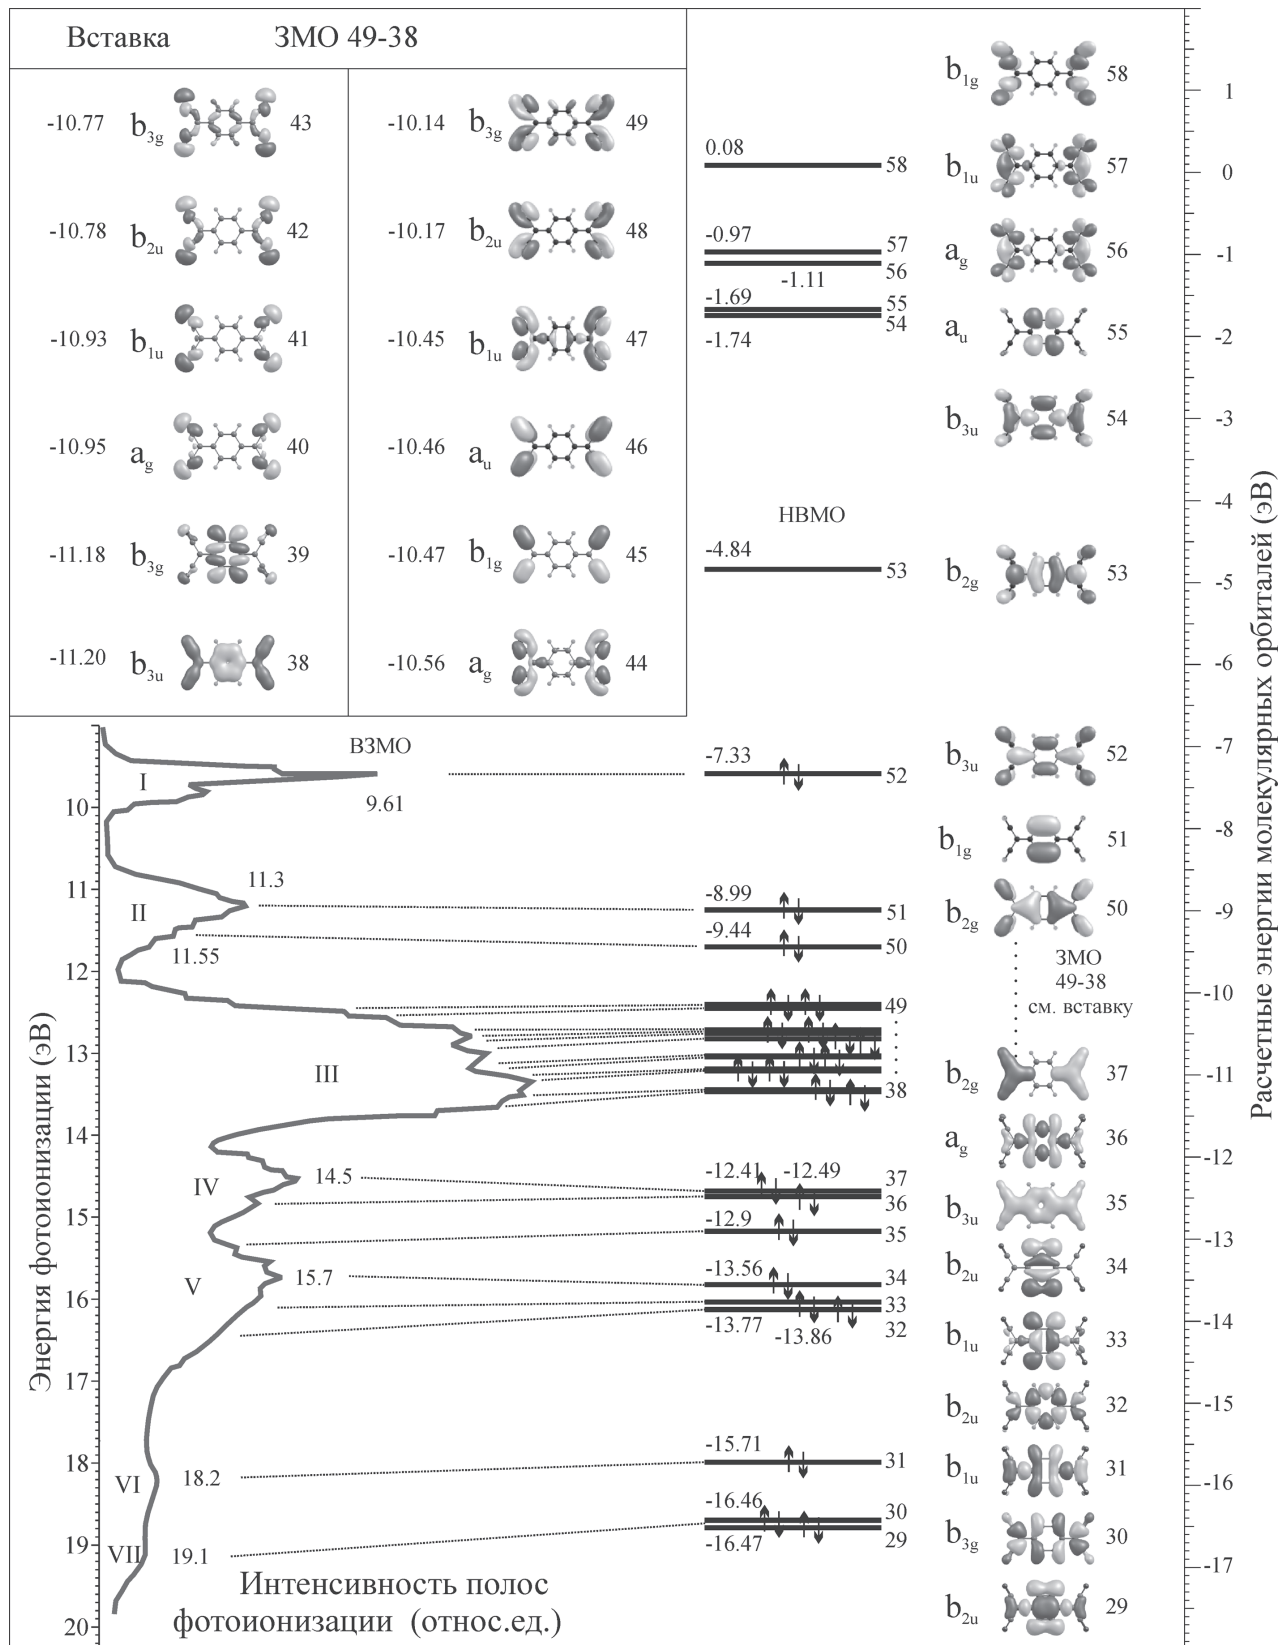 Вставка ЗМО 49-38
-10.77 b3g 43 -10.14 b3g 49
-10.78 b2u 42 -10.17 b2u 48
-10.93 b1u 41 -10.45 b1u 47
-10.95 ag 40 -10.46 au 46
-11.18 b3g 39 -10.47 b1g 45
-11.20 b3u 38 -10.56 ag 44
0.08
58
-0.97
57
56
-1.11
-1.69
55
54
-1.74
НВМО
-4.84
53
ВЗМО
-7.33
52
-8.99
51
-9.44
50
49
38
-12.41 -12.49
37
36
-12.9
35
-13.56
34
33
-13.77 -13.86
32
-15.71
31
-16.46
30
-16.47
29
b1g 58
b1u 57
ag 56
au 55
b3u 54
b2g 53
b3u 52
b1g 51
b2g 50
ЗМО
49-38
см. вставку
b2g 37
ag 36
b3u 35
b2u 34
b1u 33
b2u 32
b1u 31
b3g 30
b2u 29
1
0
-1
-2
-3
-4
-5
-6
-7
-8
-9
-10
-11
-12
-13
-14
-15
-16
-17
Расчетные энергии молекулярных орбиталей (эВ)
Энергия фотоионизации (эВ)
10
11
12
13
14
15
16
17
18
19
20
I
9.61
11.3
II
11.55
III
IV
14.5
V
15.7
VI
18.2
VII
19.1
Интенсивность полос
фотоионизации (относ.ед.)